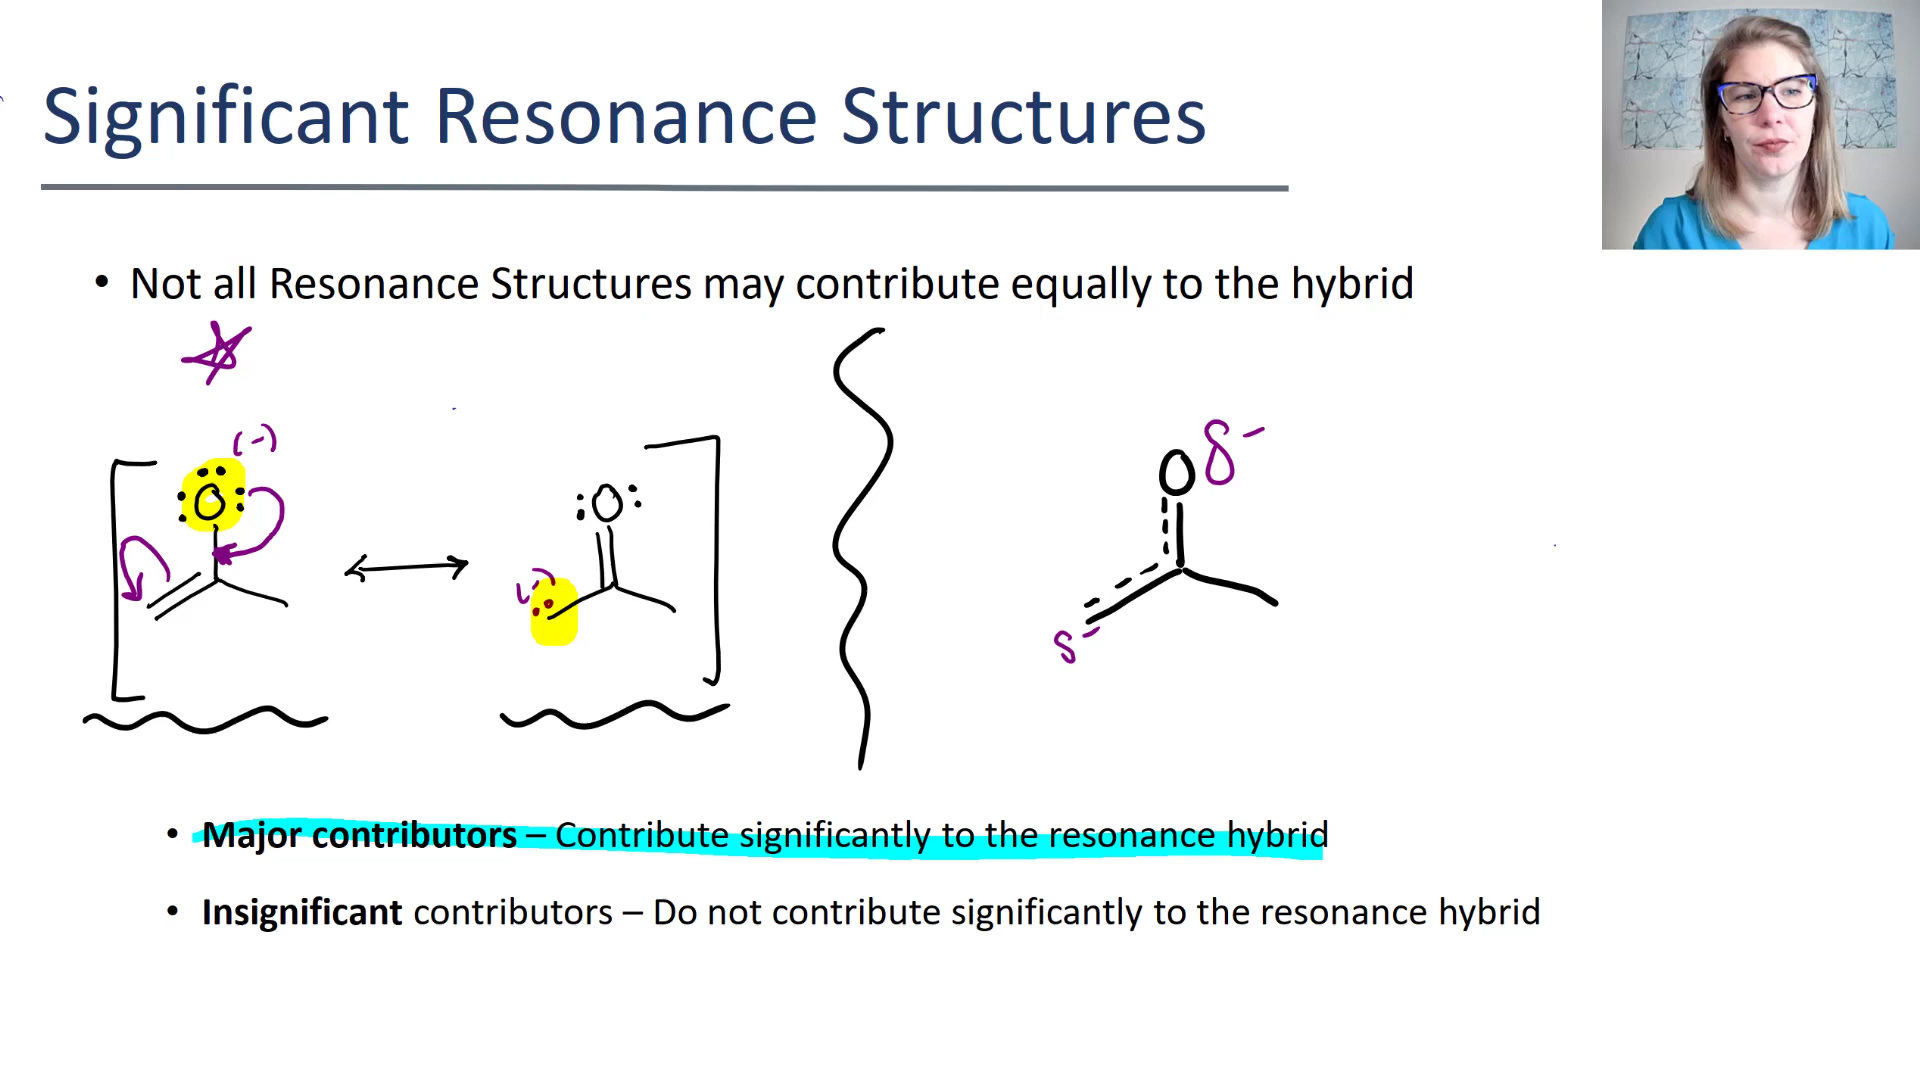 Significant Resonance Structures
• Not all Resonance Structures may contribute equally to the hybrid
(-)
O
O
(-)
O δ-
δ-
• Major contributors – Contribute significantly to the resonance hybrid
• Insignificant contributors – Do not contribute significantly to the resonance hybrid